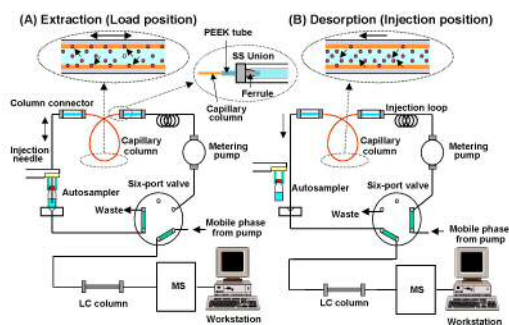 (A) Extraction (Load position)
PEEK tube
SS Union
Column connector
Capillary
column
Ferrule
Injection
needle
Capillary
column
Metering
pump
Autosampler
Six-port valve
Waste
Mobile phase
from pump
MS
LC column
Workstation
(B) Desorption (Injection position)
Injection loop
Capillary
column
Metering
pump
Autosampler
Six-port valve
Waste
Mobile phase
from pump
MS
LC column
Workstation